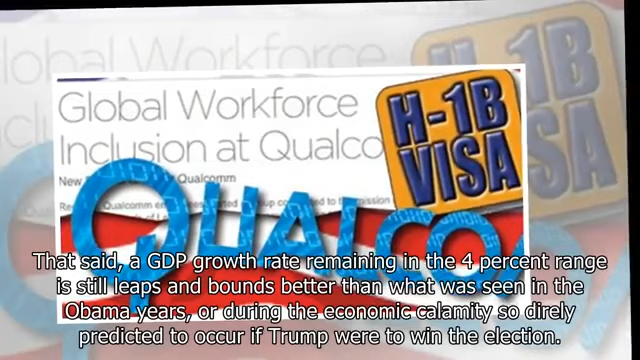 Global Workforce
Inclusion at Qualco
H-1B
VISA
Qualcomm
QUALCO
That said, a GDP growth rate remaining in the 4 percent range
is still leaps and bounds better than what was seen in the
Obama years, or during the economic calamity so direly
predicted to occur if Trump were to win the election.